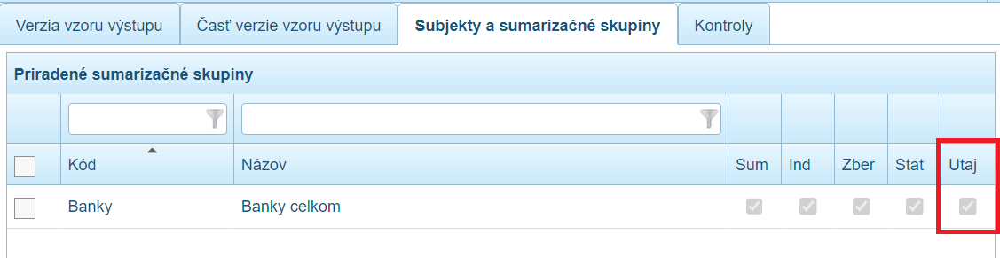 Verzia vzoru výstupu Časť verzie vzoru výstupu Subjekty a sumarizačné skupiny Kontroly
Priradené sumarizačné skupiny
Kód Názov Sum Ind Zber Stat Utaj
Banky Banky celkom